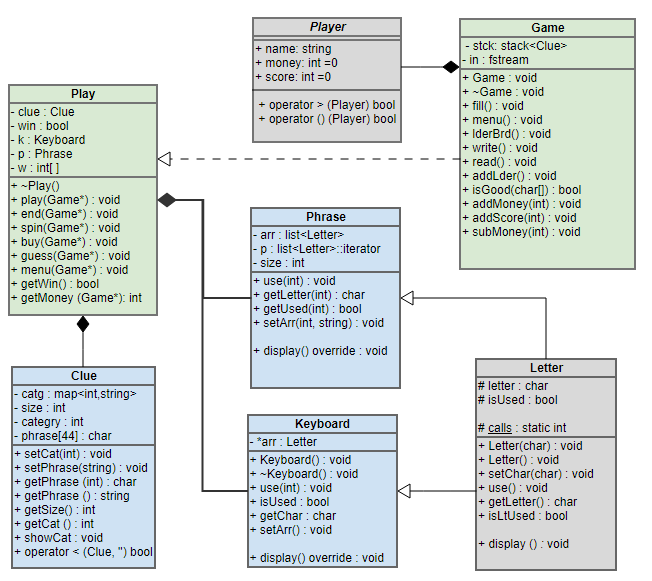 Player
+ name: string
+ money: int =0
+ score: int =0
+ operator > (Player) bool
+ operator () (Player) bool
Game
- stck: stack<Clue>
- in : fstream
+ Game : void
+ ~Game : void
+ fill() : void
+ menu() : void
+ lderBrd() : void
+ write() : void
+ read() : void
+ addLder() : void
+ isGood(char[]) : bool
+ addMoney(int) : void
+ addScore(int) : void
+ subMoney(int) : void
Play
- clue : Clue
- win : bool
- k : Keyboard
- p : Phrase
- w : int[ ]
+ ~Play()
+ play(Game*) : void
+ end(Game*) : void
+ spin(Game*) : void
+ buy(Game*) : void
+ guess(Game*) : void
+ menu(Game*) : void
+ getWin() : bool
+ getMoney (Game*): int
Phrase
- arr : list<Letter>
- p : list<Letter>::iterator
- size : int
+ use(int) : void
+ getLetter(int) : char
+ getUsed(int) : bool
+ setArr(int, string) : void
+ display() override : void
Clue
- catg : map<int,string>
- size : int
- categry : int
- phrase[44] : char
+ setCat(int) : void
+ setPhrase(string) : void
+ getPhrase (int) : char
+ getPhrase () : string
+ getSize() : int
+ getCat () : int
+ showCat : void
+ operator < (Clue, '') bool
Keyboard
- *arr : Letter
+ Keyboard() : void
+ ~Keyboard() : void
+ use(int) : void
+ isUsed : bool
+ getChar : char
+ setArr() : void
+ display() override : void
Letter
# letter : char
# isUsed : bool
# calls : static int
+ Letter(char) : void
+ Letter() : void
+ setChar(char) : void
+ use() : void
+ getLetter() : char
+ isLtUsed : bool
+ display () : void